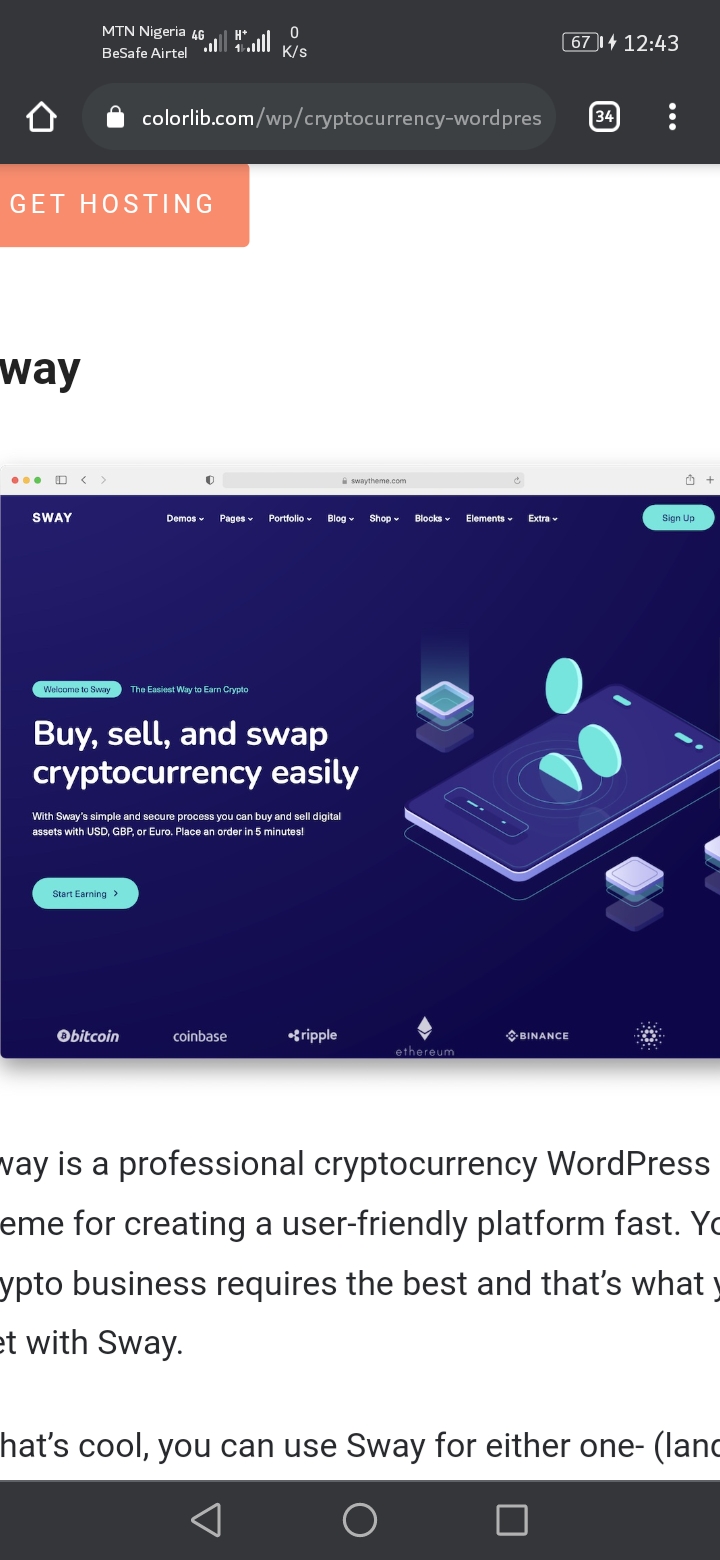 MTN Nigeria 4G H+ 0
BeSafe Airtel K/s
67 12:43
colorlib.com/wp/cryptocurrency-wordpres
34
GET HOSTING
way
swaytheme.com
SWAY
Demos Pages Portfolio Blog Shop Blocks Elements Extra
Sign Up
Welcome to Sway The Easiest Way to Earn Crypto
Buy, sell, and swap
cryptocurrency easily
With Sway's simple and secure process you can buy and sell digital
assets with USD, GBP, or Euro. Place an order in 5 minutes!
Start Earning
bitcoin coinbase ripple ethereum BINANCE
way is a professional cryptocurrency WordPress
eme for creating a user-friendly platform fast. Yo
ypto business requires the best and that's what y
et with Sway.
hat's cool, you can use Sway for either one- (land